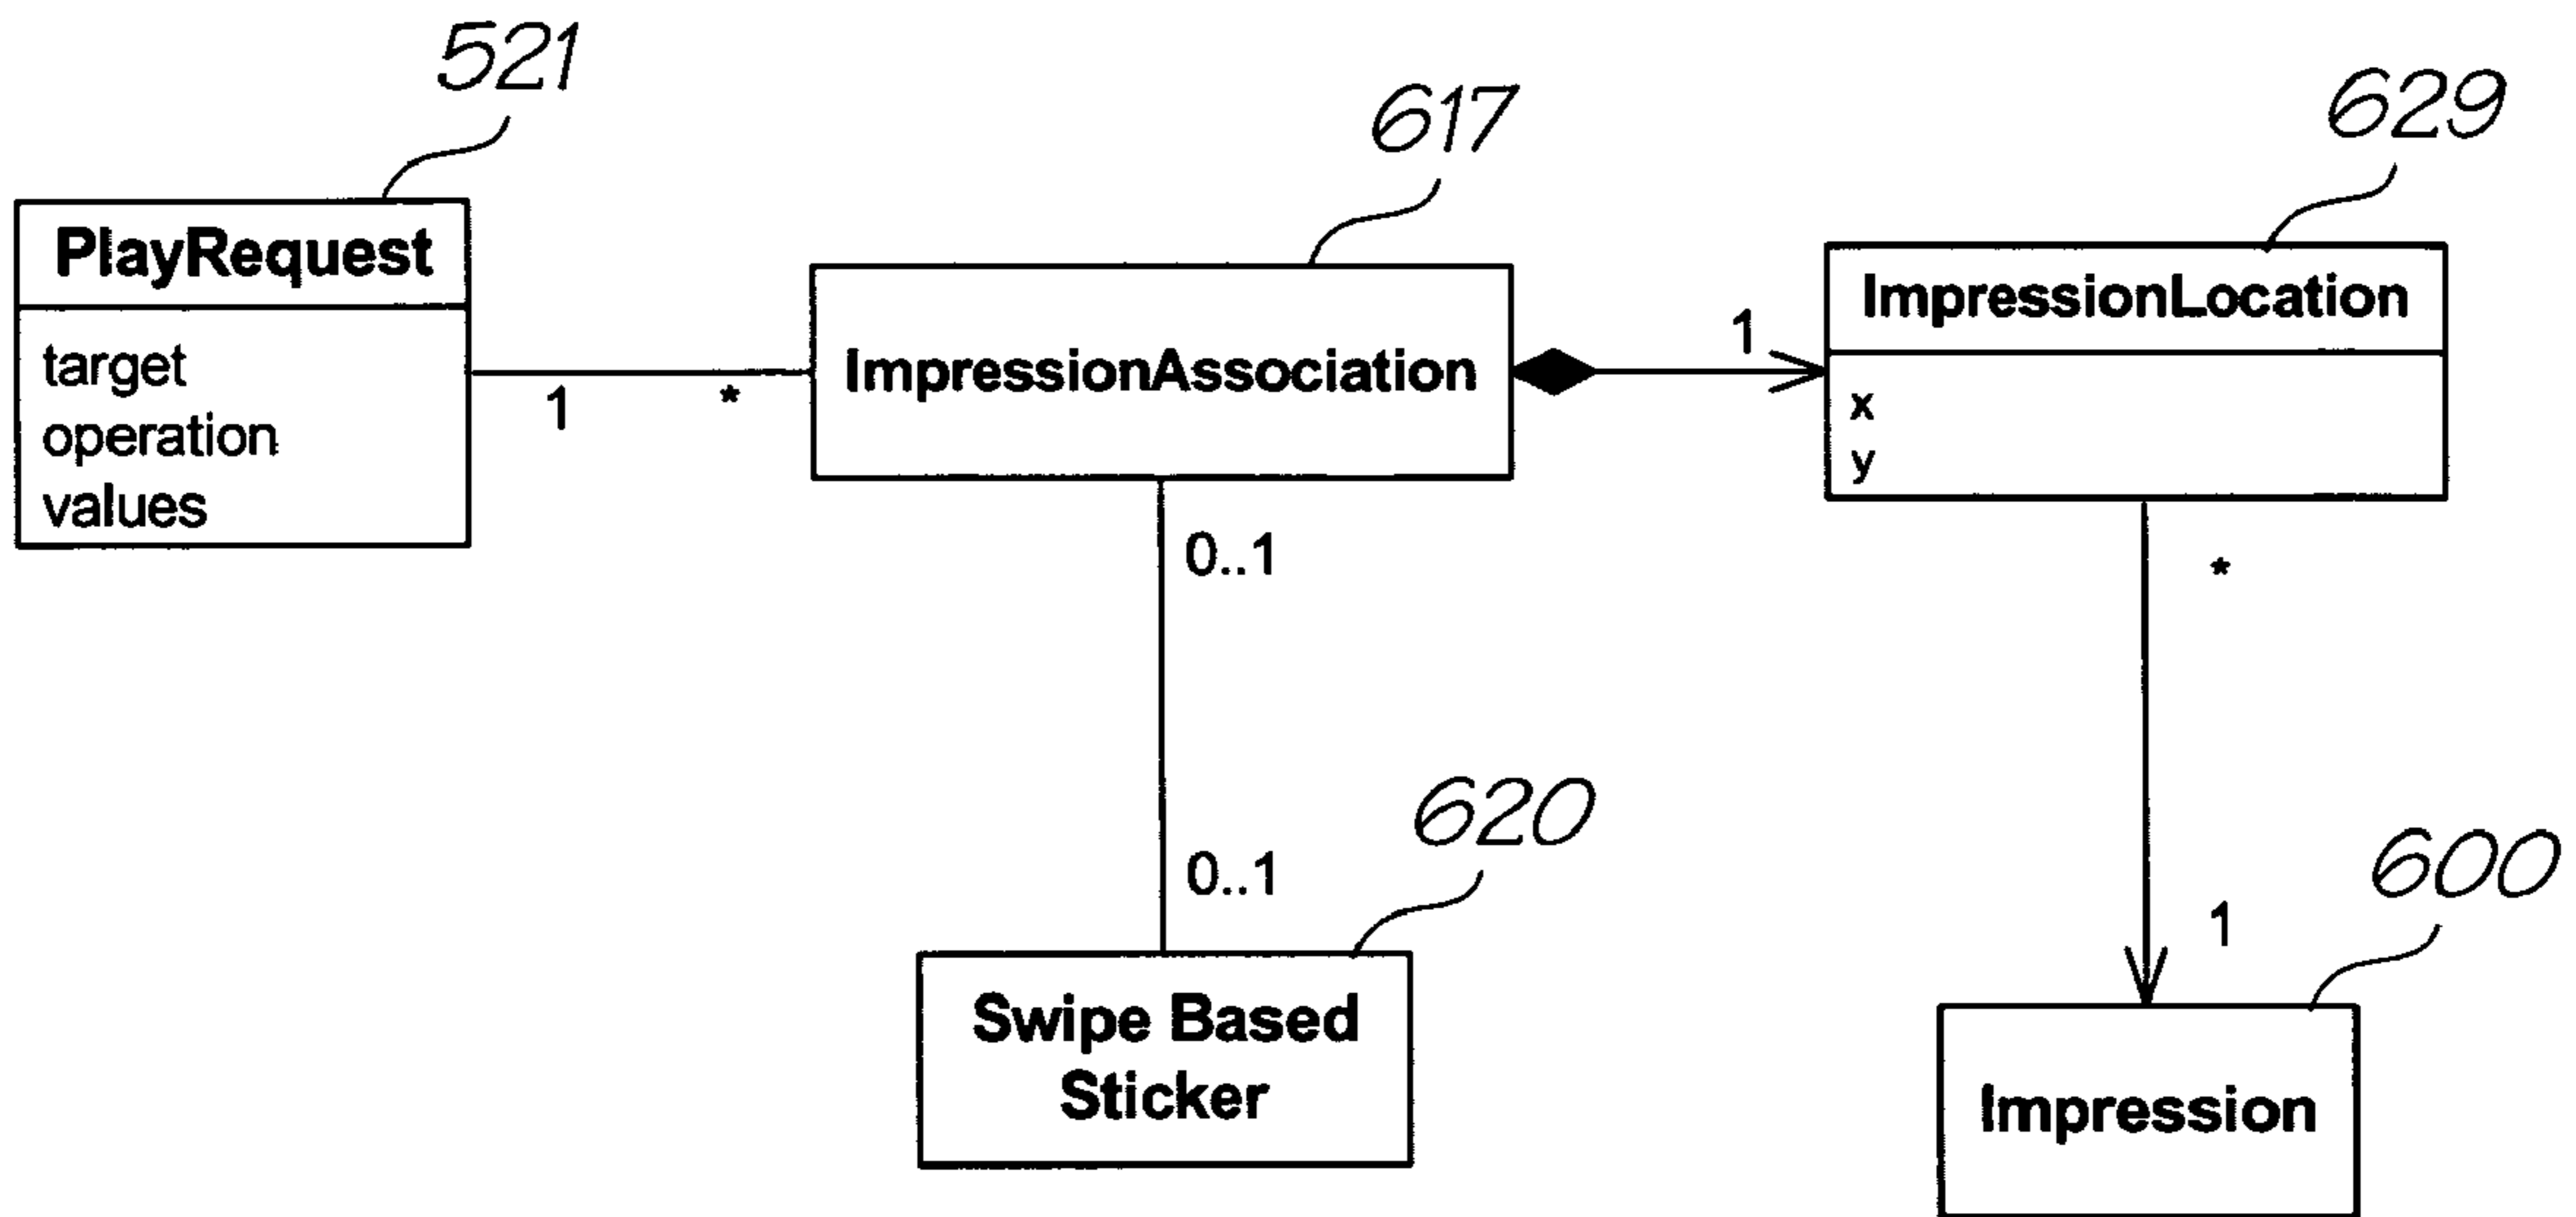 521
617
629
PlayRequest
target
operation
values
1
*
ImpressionAssociation
1
ImpressionLocation
x
y
0..1
*
0..1
620
1
600
Swipe Based
Sticker
Impression